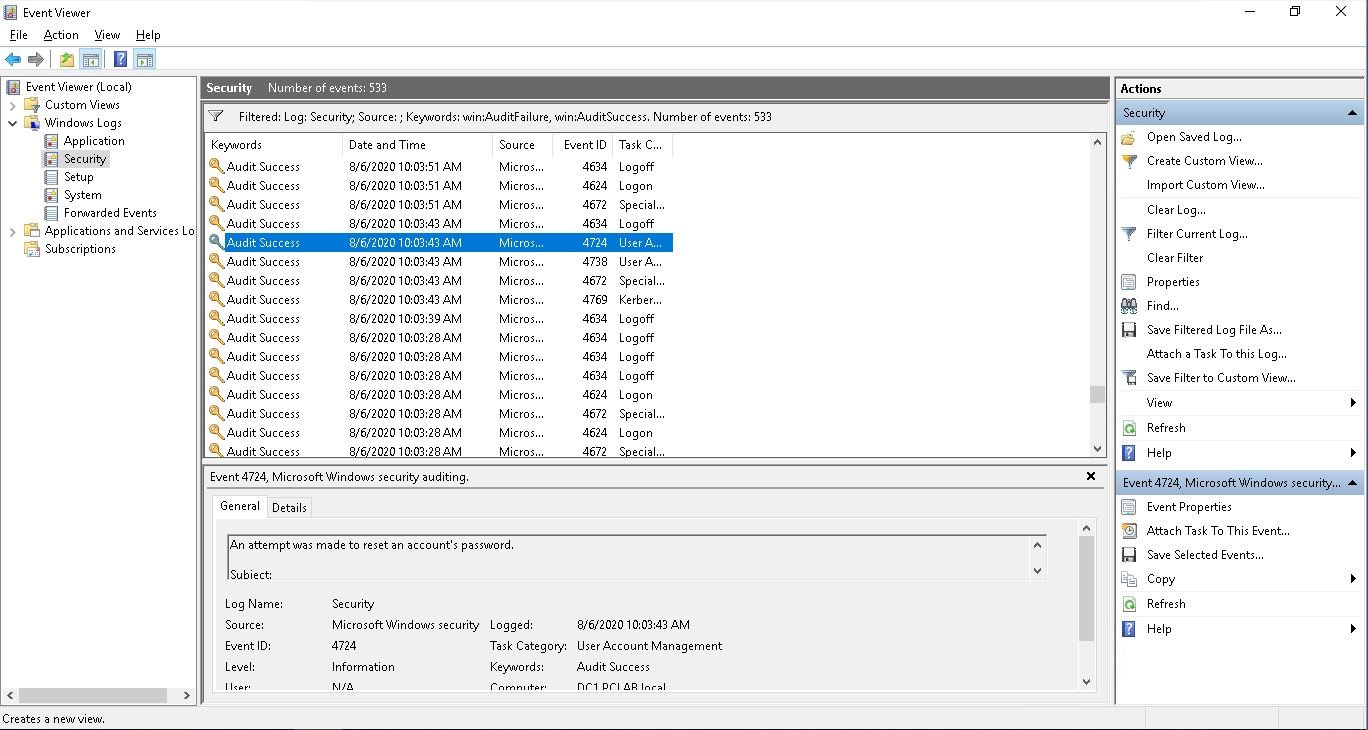 Event Viewer
File Action View Help
Event Viewer (Local)
Custom Views
Windows Logs
Application
Security
Setup
System
Forwarded Events
Applications and Services Lo
Subscriptions
Security Number of events: 533
Filtered: Log: Security; Source: ; Keywords: win:AuditFailure, win:AuditSuccess. Number of events: 533
Keywords Date and Time Source Event ID Task C...
Audit Success 8/6/2020 10:03:51 AM Micros... 4634 Logoff
Audit Success 8/6/2020 10:03:51 AM Micros... 4624 Logon
Audit Success 8/6/2020 10:03:51 AM Micros... 4672 Special...
Audit Success 8/6/2020 10:03:43 AM Micros... 4634 Logoff
Audit Success 8/6/2020 10:03:43 AM Micros... 4724 User A...
Audit Success 8/6/2020 10:03:43 AM Micros... 4738 User A...
Audit Success 8/6/2020 10:03:43 AM Micros... 4672 Special...
Audit Success 8/6/2020 10:03:43 AM Micros... 4769 Kerber...
Audit Success 8/6/2020 10:03:39 AM Micros... 4634 Logoff
Audit Success 8/6/2020 10:03:28 AM Micros... 4634 Logoff
Audit Success 8/6/2020 10:03:28 AM Micros... 4634 Logoff
Audit Success 8/6/2020 10:03:28 AM Micros... 4634 Logoff
Audit Success 8/6/2020 10:03:28 AM Micros... 4624 Logon
Audit Success 8/6/2020 10:03:28 AM Micros... 4672 Special...
Audit Success 8/6/2020 10:03:28 AM Micros... 4624 Logon
Audit Success 8/6/2020 10:03:28 AM Micros... 4672 Special...
Event 4724, Microsoft Windows security auditing.
General Details
An attempt was made to reset an account's password.
Subject:
Log Name: Security
Source: Microsoft Windows security Logged: 8/6/2020 10:03:43 AM
Event ID: 4724 Task Category: User Account Management
Level: Information Keywords: Audit Success
User: N/A Computer: DC1.PCLAB.local
Actions
Security
Open Saved Log...
Create Custom View...
Import Custom View...
Clear Log...
Filter Current Log...
Clear Filter
Properties
Find...
Save Filtered Log File As...
Attach a Task To this Log...
Save Filter to Custom View...
View
Refresh
Help
Event 4724, Microsoft Windows security...
Event Properties
Attach Task To This Event...
Save Selected Events...
Copy
Refresh
Help
Creates a new view.